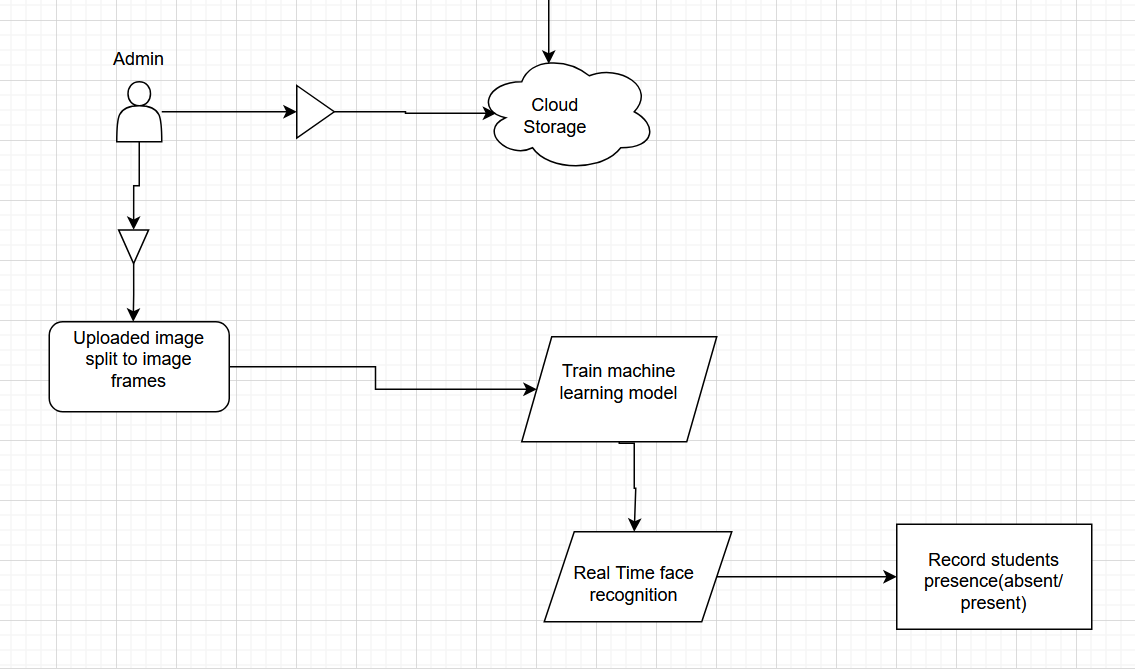 Admin
Cloud
Storage
Uploaded image
split to image
frames
Train machine
learning model
Real Time face
recognition
Record students
presence(absent/
present)